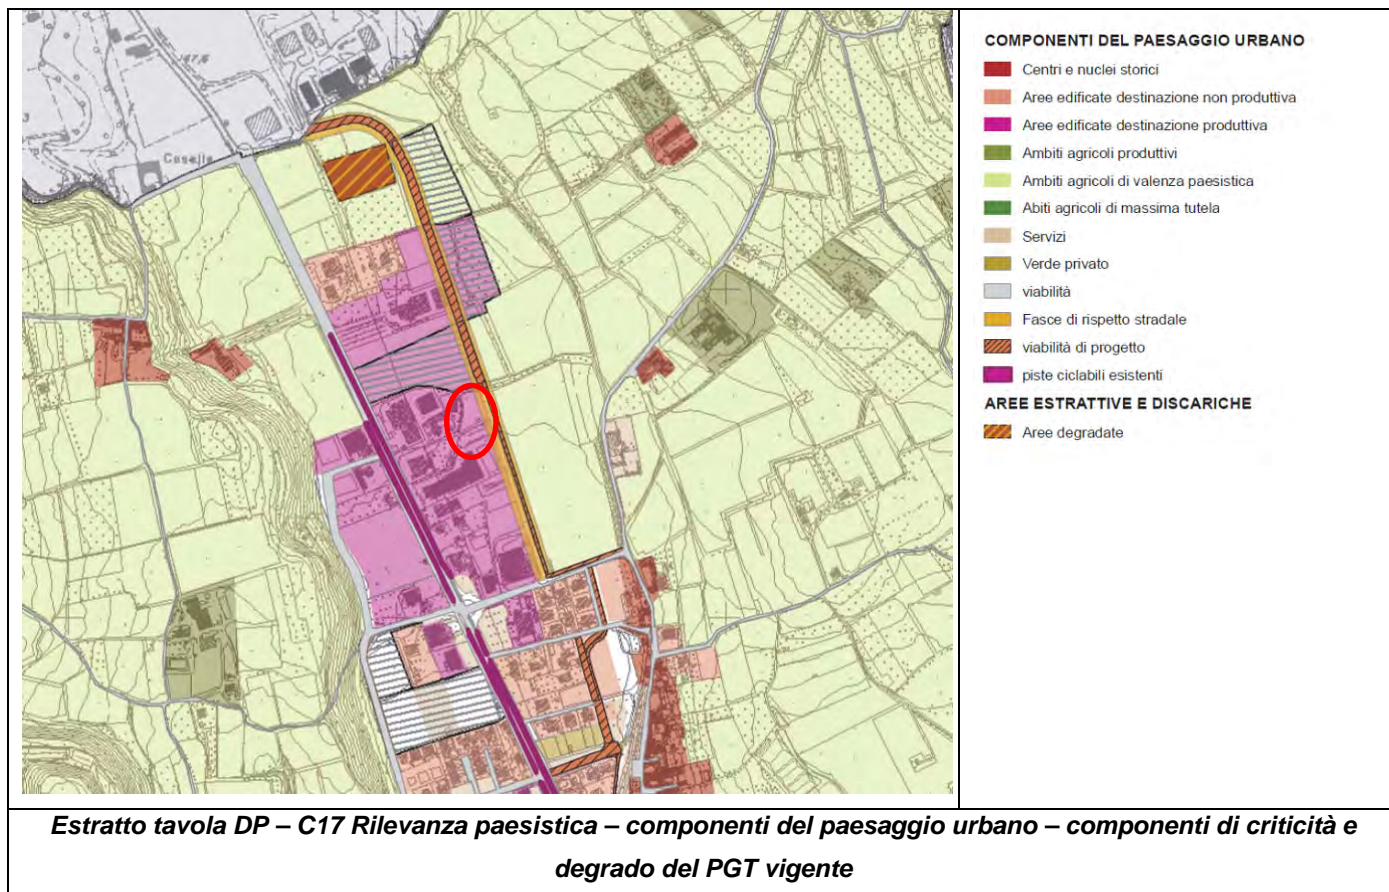 147,6
Casella
COMPONENTI DEL PAESAGGIO URBANO
Centri e nuclei storici
Aree edificate destinazione non produttiva
Aree edificate destinazione produttiva
Ambiti agricoli produttivi
Ambiti agricoli di valenza paesistica
Abiti agricoli di massima tutela
Servizi
Verde privato
viabilità
Fasce di rispetto stradale
viabilità di progetto
piste ciclabili esistenti
AREE ESTRATTIVE E DISCARICHE
Aree degradate
Estratto tavola DP – C17 Rilevanza paesistica – componenti del paesaggio urbano – componenti di criticità e
degrado del PGT vigente